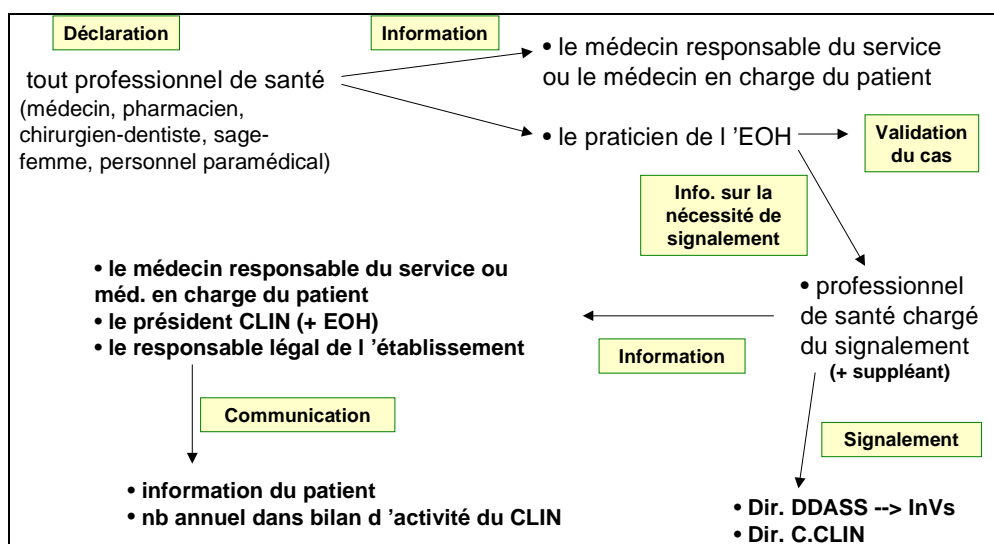 Déclaration
Information
tout professionnel de santé
(médecin, pharmacien,
chirurgien-dentiste, sage-
femme, personnel paramédical)
• le médecin responsable du service
ou le médecin en charge du patient
• le praticien de l 'EOH
Validation
du cas
Info. sur la
nécessité de
signalement
• professionnel
de santé chargé
du signalement
(+ suppléant)
Information
• le médecin responsable du service ou
méd. en charge du patient
• le président CLIN (+ EOH)
• le responsable légal de l 'établissement
Communication
• information du patient
• nb annuel dans bilan d 'activité du CLIN
Signalement
• Dir. DDASS --> InVs
• Dir. C.CLIN